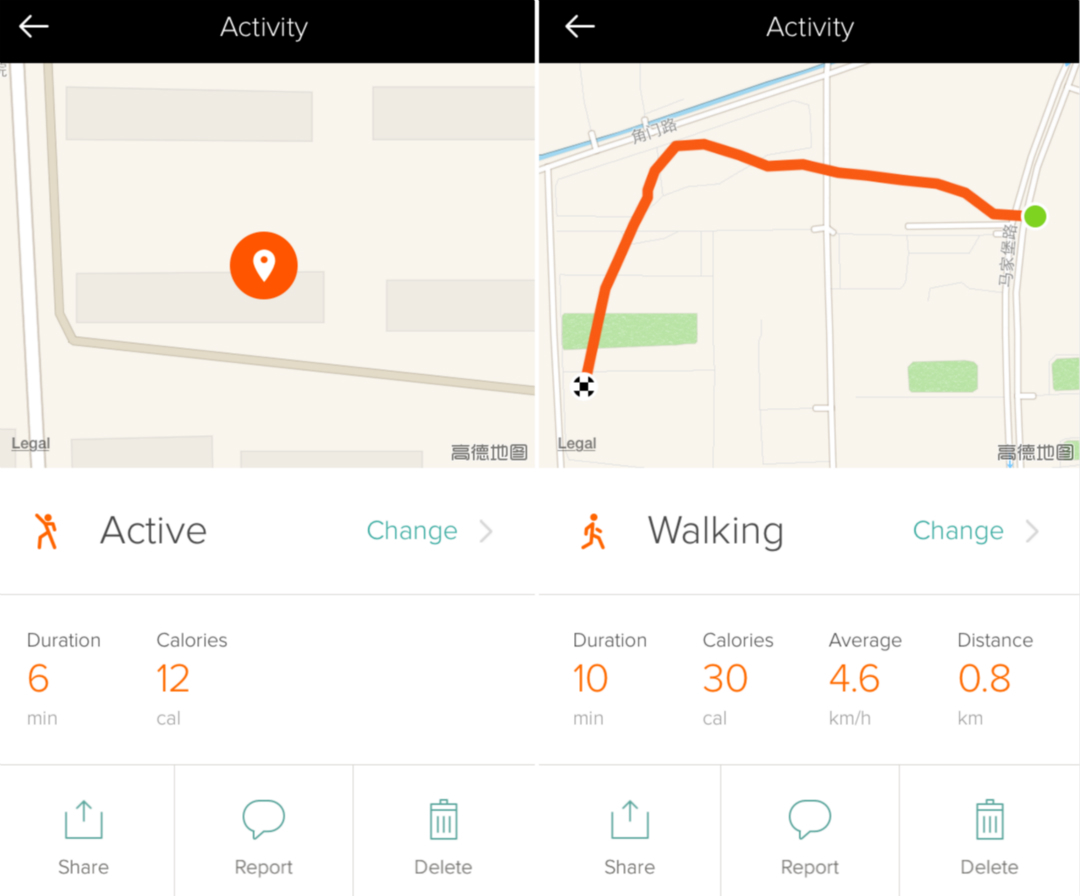 Activity
Legal
高德地图
Active
Change
Duration
Calories
6
12
min
cal
Share
Report
Delete
Activity
角门路
马家堡路
Legal
高德地图
Walking
Change
Duration
Calories
Average
Distance
10
30
4.6
0.8
min
cal
km/h
km
Share
Report
Delete